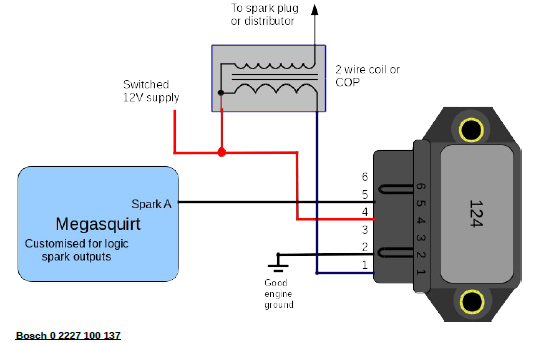 To spark plug
or distributor
2 wire coil or
COP
Switched
12V supply
Spark A
Megasquirt
Customised for logic
spark outputs
6
5
4
3
2
1
6
5
4
3
2
1
124
Good
engine
ground
Bosch 0 2227 100 137